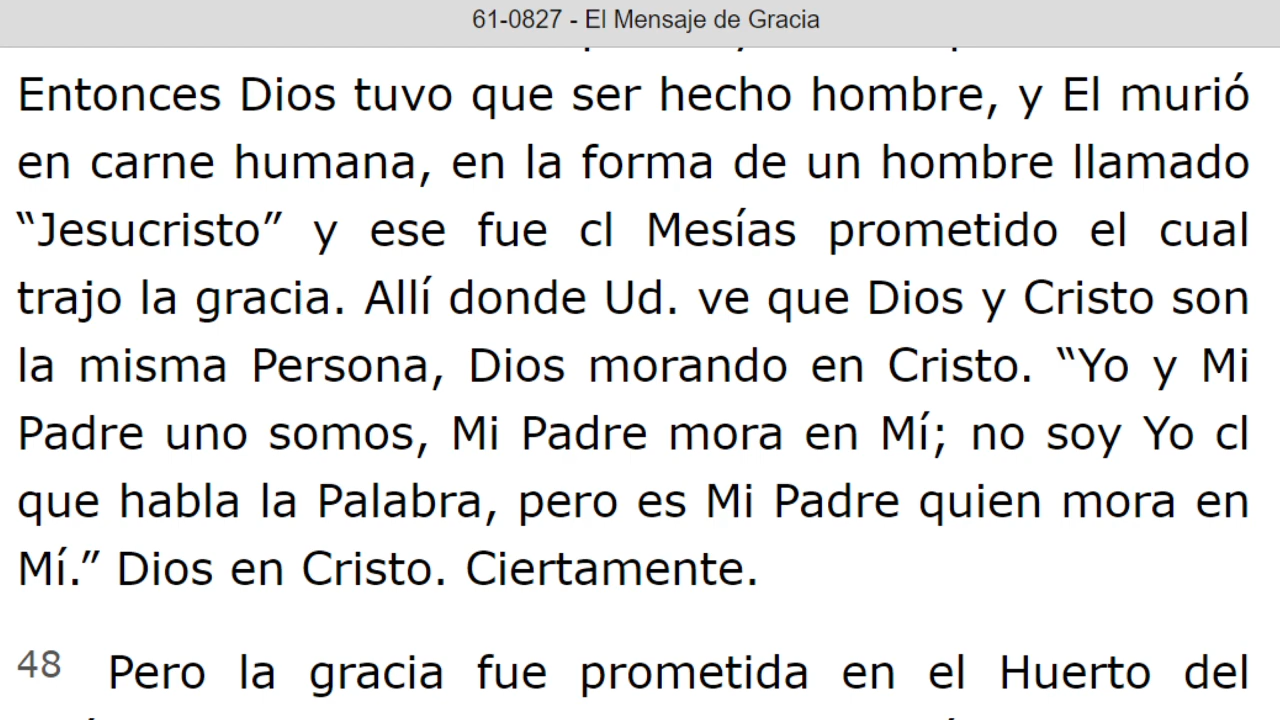 61-0827 - El Mensaje de Gracia
Entonces Dios tuvo que ser hecho hombre, y El murió
en carne humana, en la forma de un hombre llamado
“Jesucristo” y ese fue cl Mesías prometido el cual
trajo la gracia. Allí donde Ud. ve que Dios y Cristo son
la misma Persona, Dios morando en Cristo. “Yo y Mi
Padre uno somos, Mi Padre mora en Mí; no soy Yo cl
que habla la Palabra, pero es Mi Padre quien mora en
Mí.” Dios en Cristo. Ciertamente.
48 Pero la gracia fue prometida en el Huerto del